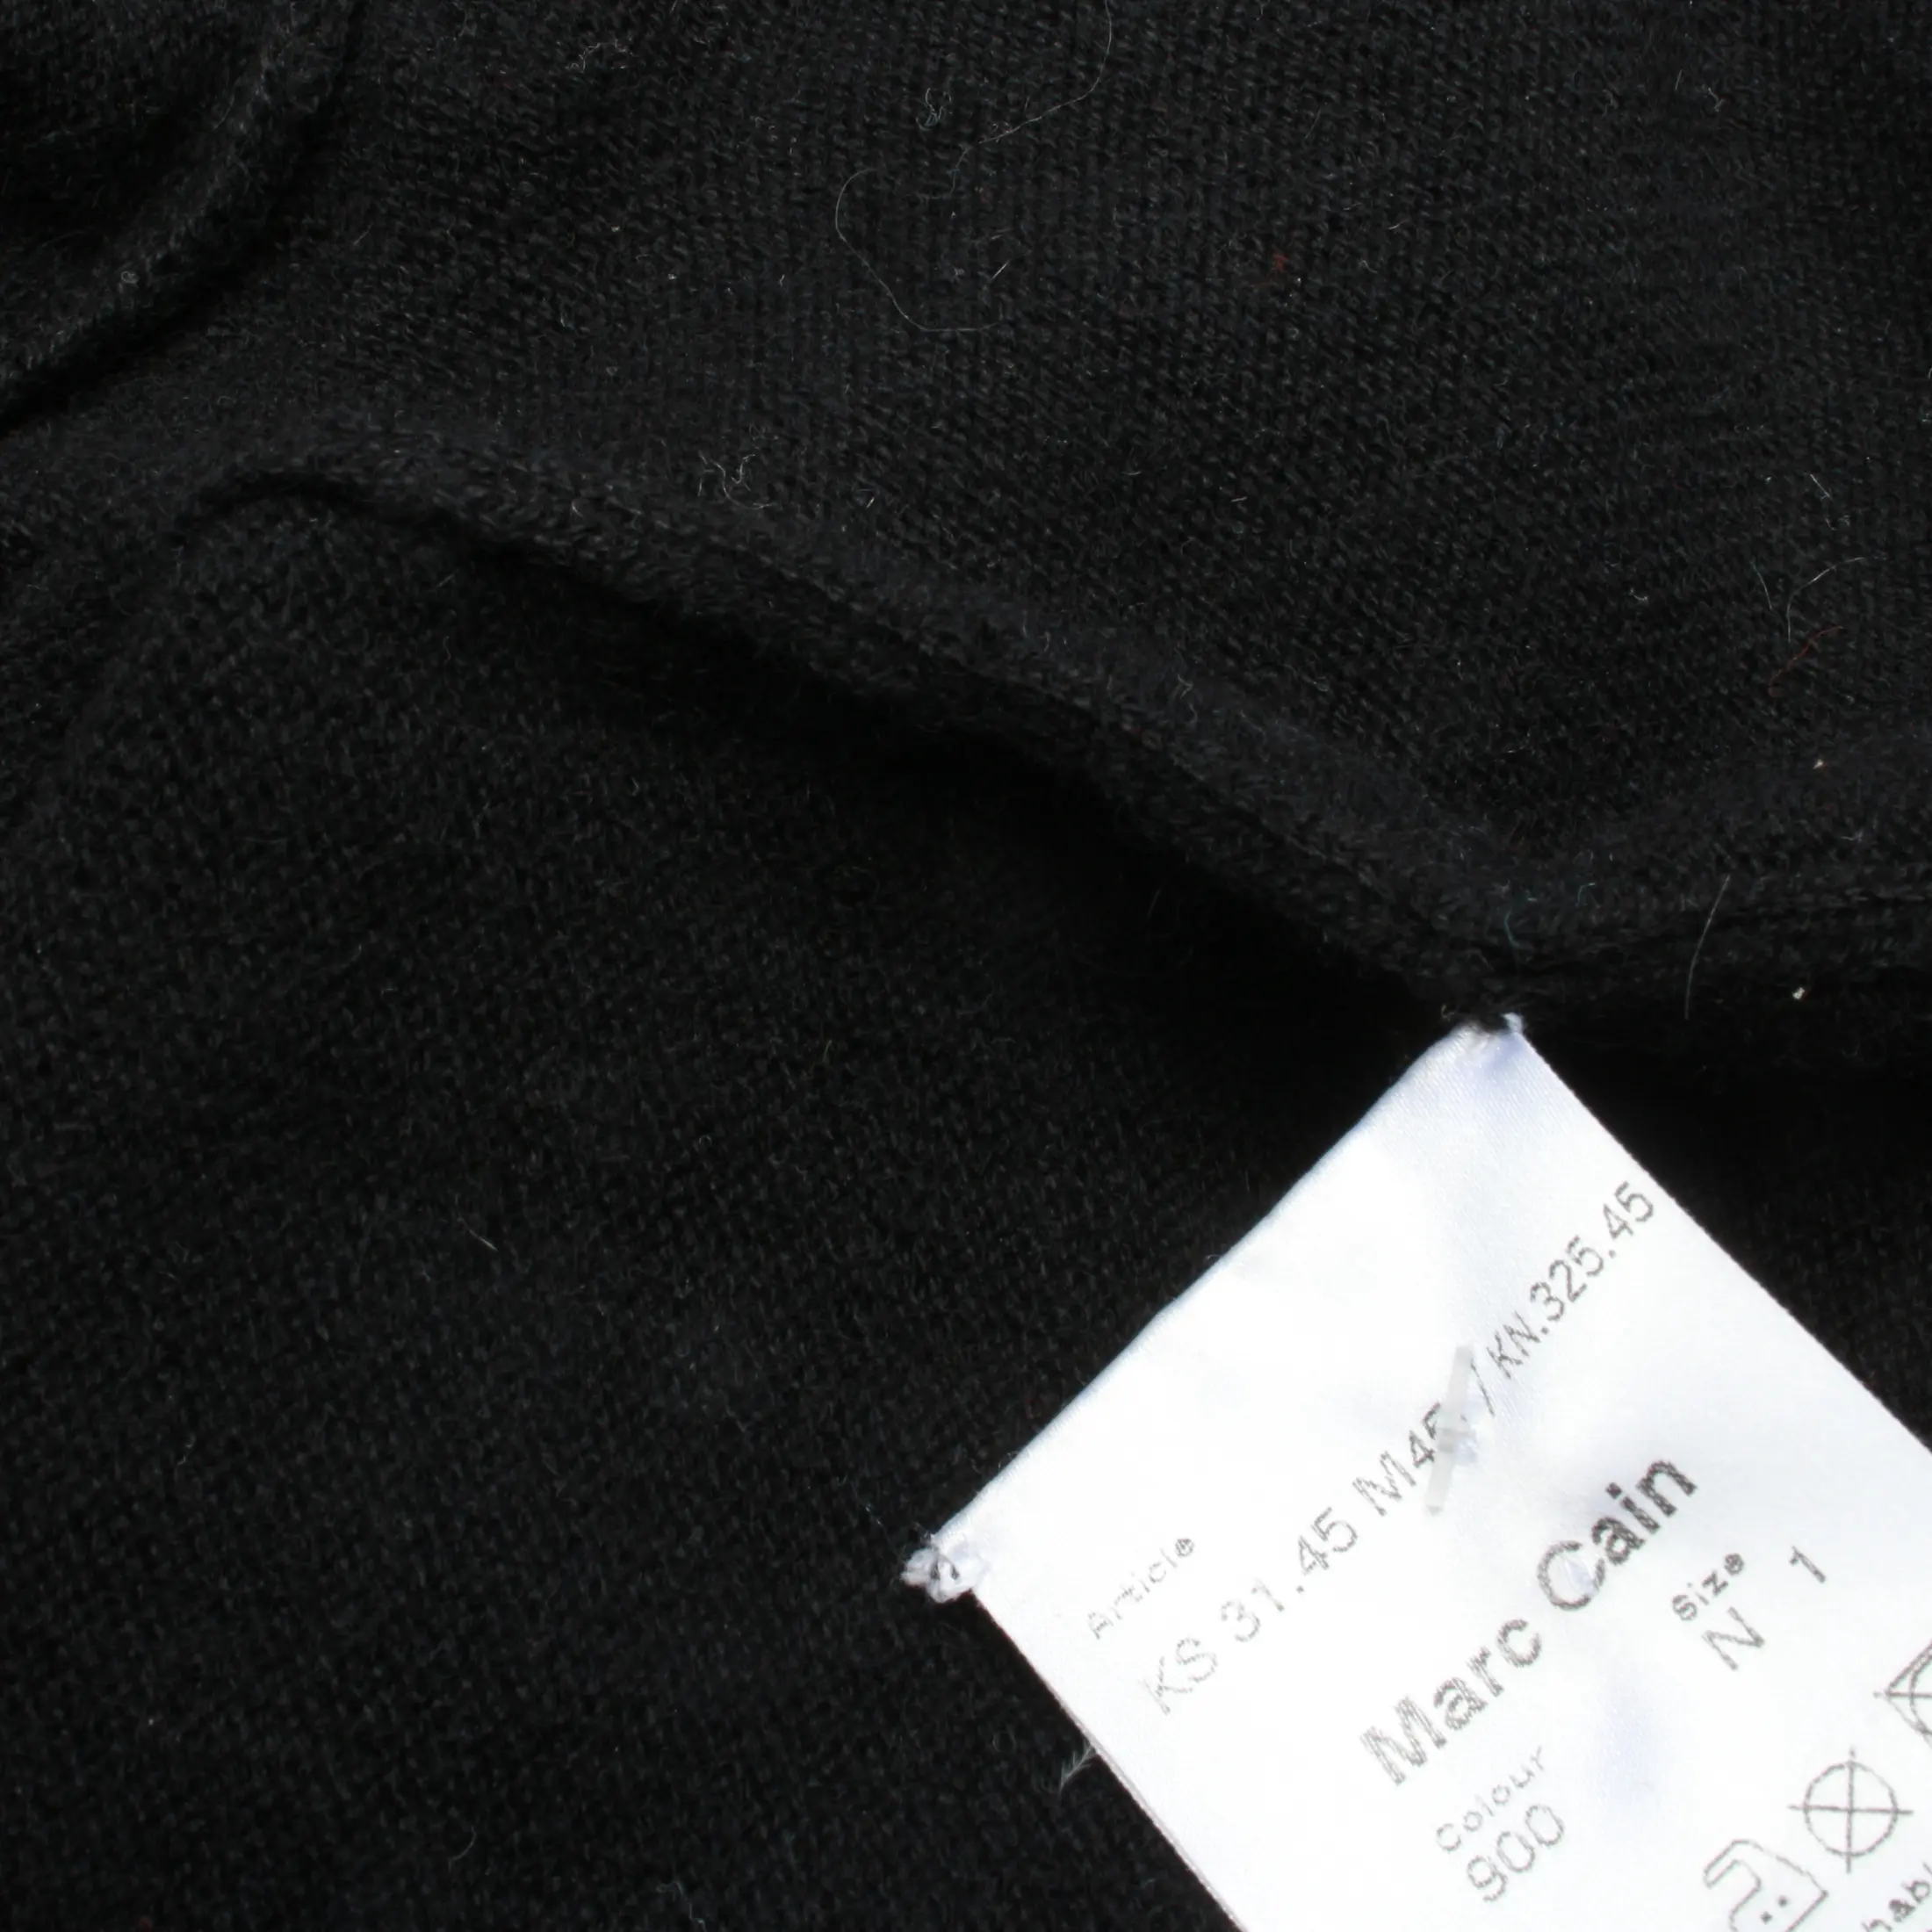 Article
KS 31.45 M45 / KN.325.45
Marc Cain
Colour Size
900 N 1